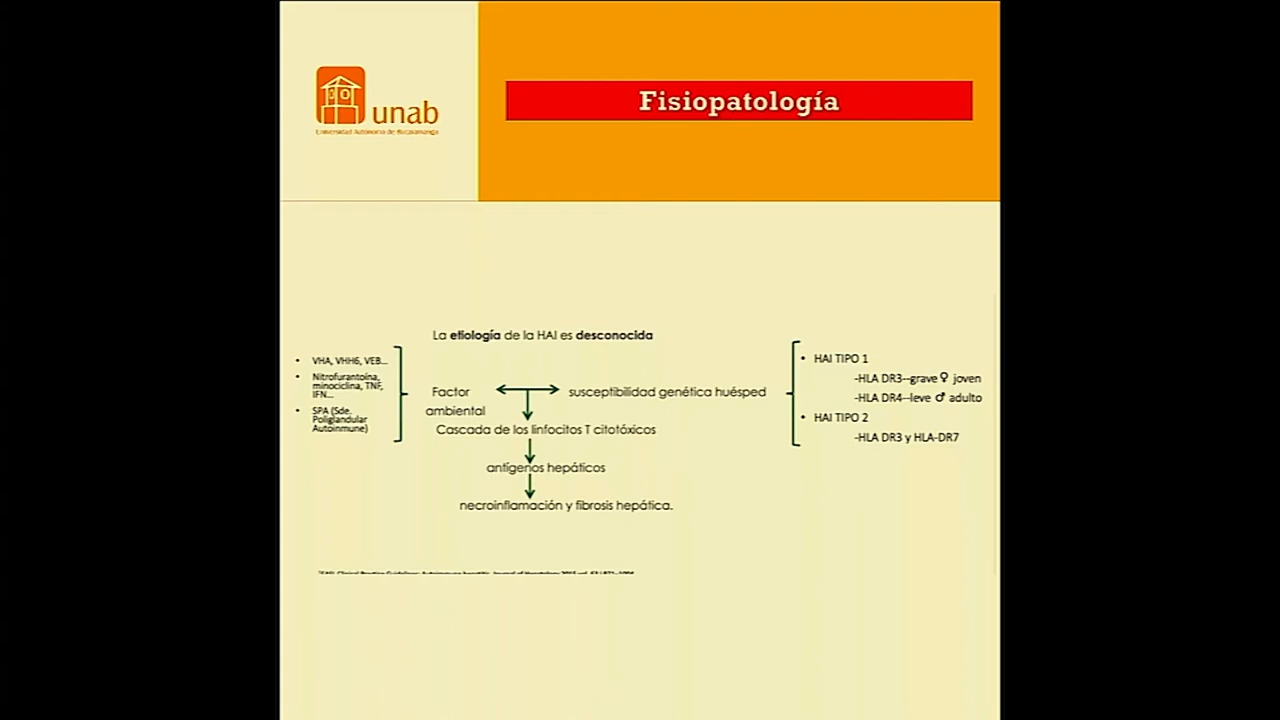 unab
Universidad Autónoma de Bucaramanga
Fisiopatología
La etiología de la HAI es desconocida
• VHA, VHH6, VEB...
• Nitrofurantoína,
minociclina, TNF,
IFN...
• SPA (Sde.
Poliglandular
Autoinmune)
Factor
ambiental
susceptibilidad genética huésped
Cascada de los linfocitos T citotóxicos
antígenos hepáticos
necroinflamación y fibrosis hepática.
• HAI TIPO 1
-HLA DR3--grave ♀ joven
-HLA DR4--leve ♂ adulto
• HAI TIPO 2
-HLA DR3 y HLA-DR7